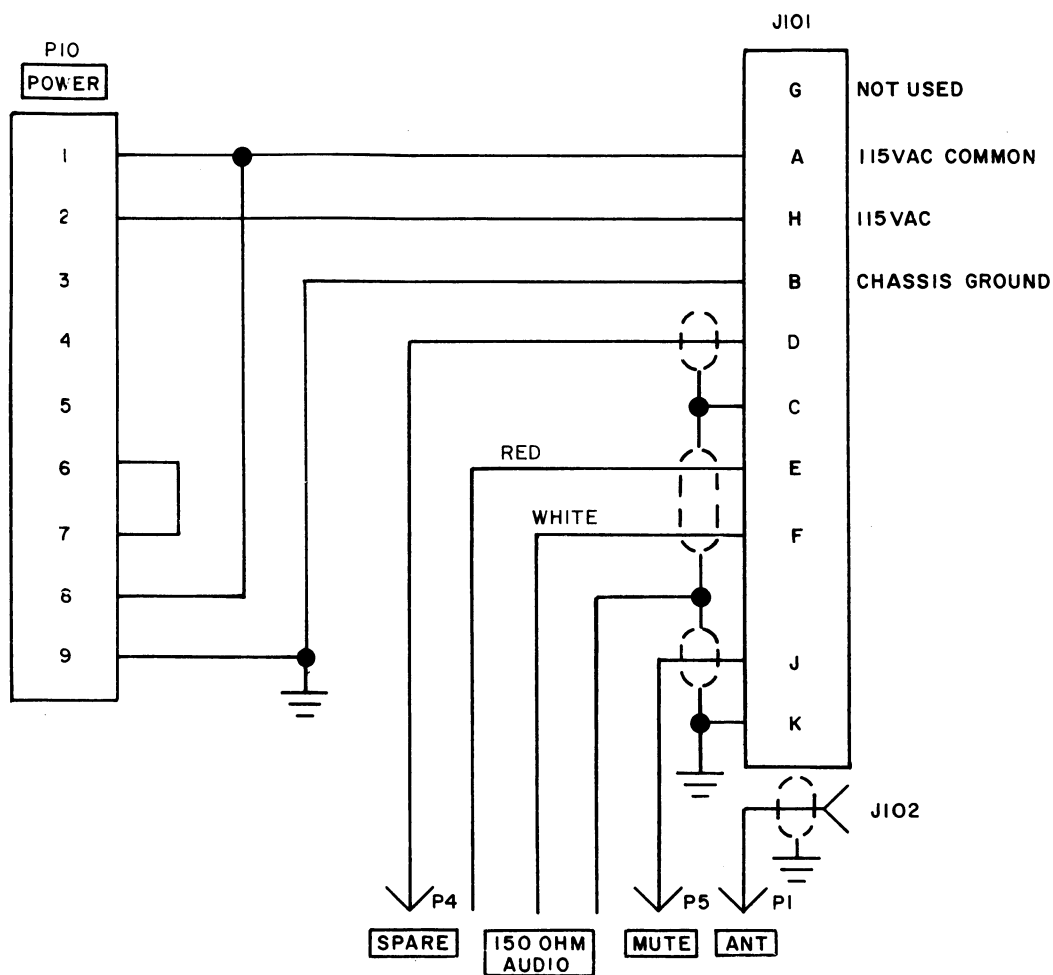 J101
P10
POWER
G NOT USED
1 A 115VAC COMMON
2 H 115VAC
3 B CHASSIS GROUND
4 D
5 C
6 RED E
7 WHITE F
8
9 J
K
J102
P4 P5 P1
SPARE 150 OHM MUTE ANT
AUDIO